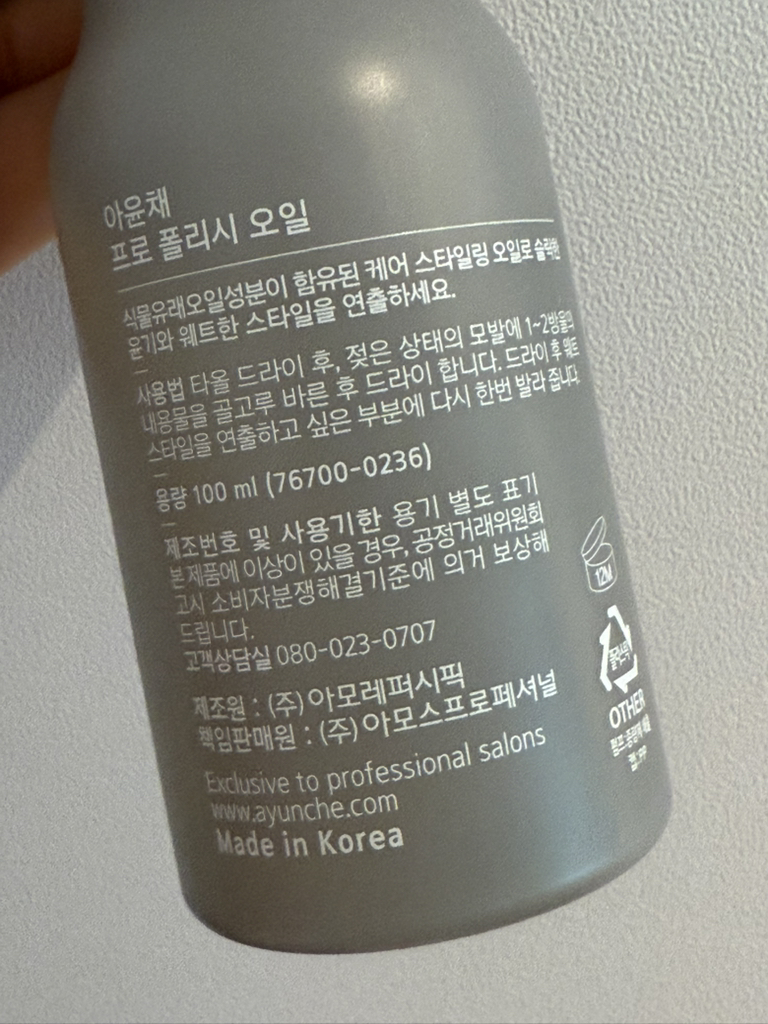 아윤채
프로 폴리시 오일
식물유래오일성분이 함유된 케어 스타일링 오일로 슬릭한
윤기와 웨트한 스타일을 연출하세요.
사용법 타올 드라이 후, 젖은 상태의 모발에 1~2방울의
내용물을 골고루 바른 후 드라이 합니다. 드라이 후 웨트
스타일을 연출하고 싶은 부분에 다시 한번 발라 줍니다.
용량 100 ml (76700-0236)
제조번호 및 사용기한 용기 별도 표기
본 제품에 이상이 있을 경우, 공정거래위원회
고시 소비자분쟁해결기준에 의거 보상해
드립니다.
고객상담실 080-023-0707
제조원 : (주)아모레퍼시픽
책임판매원 : (주)아모스프로페셔널
Exclusive to professional salons
www.ayunche.com
Made in Korea
12M
플라스틱
OTHER
캡:PP